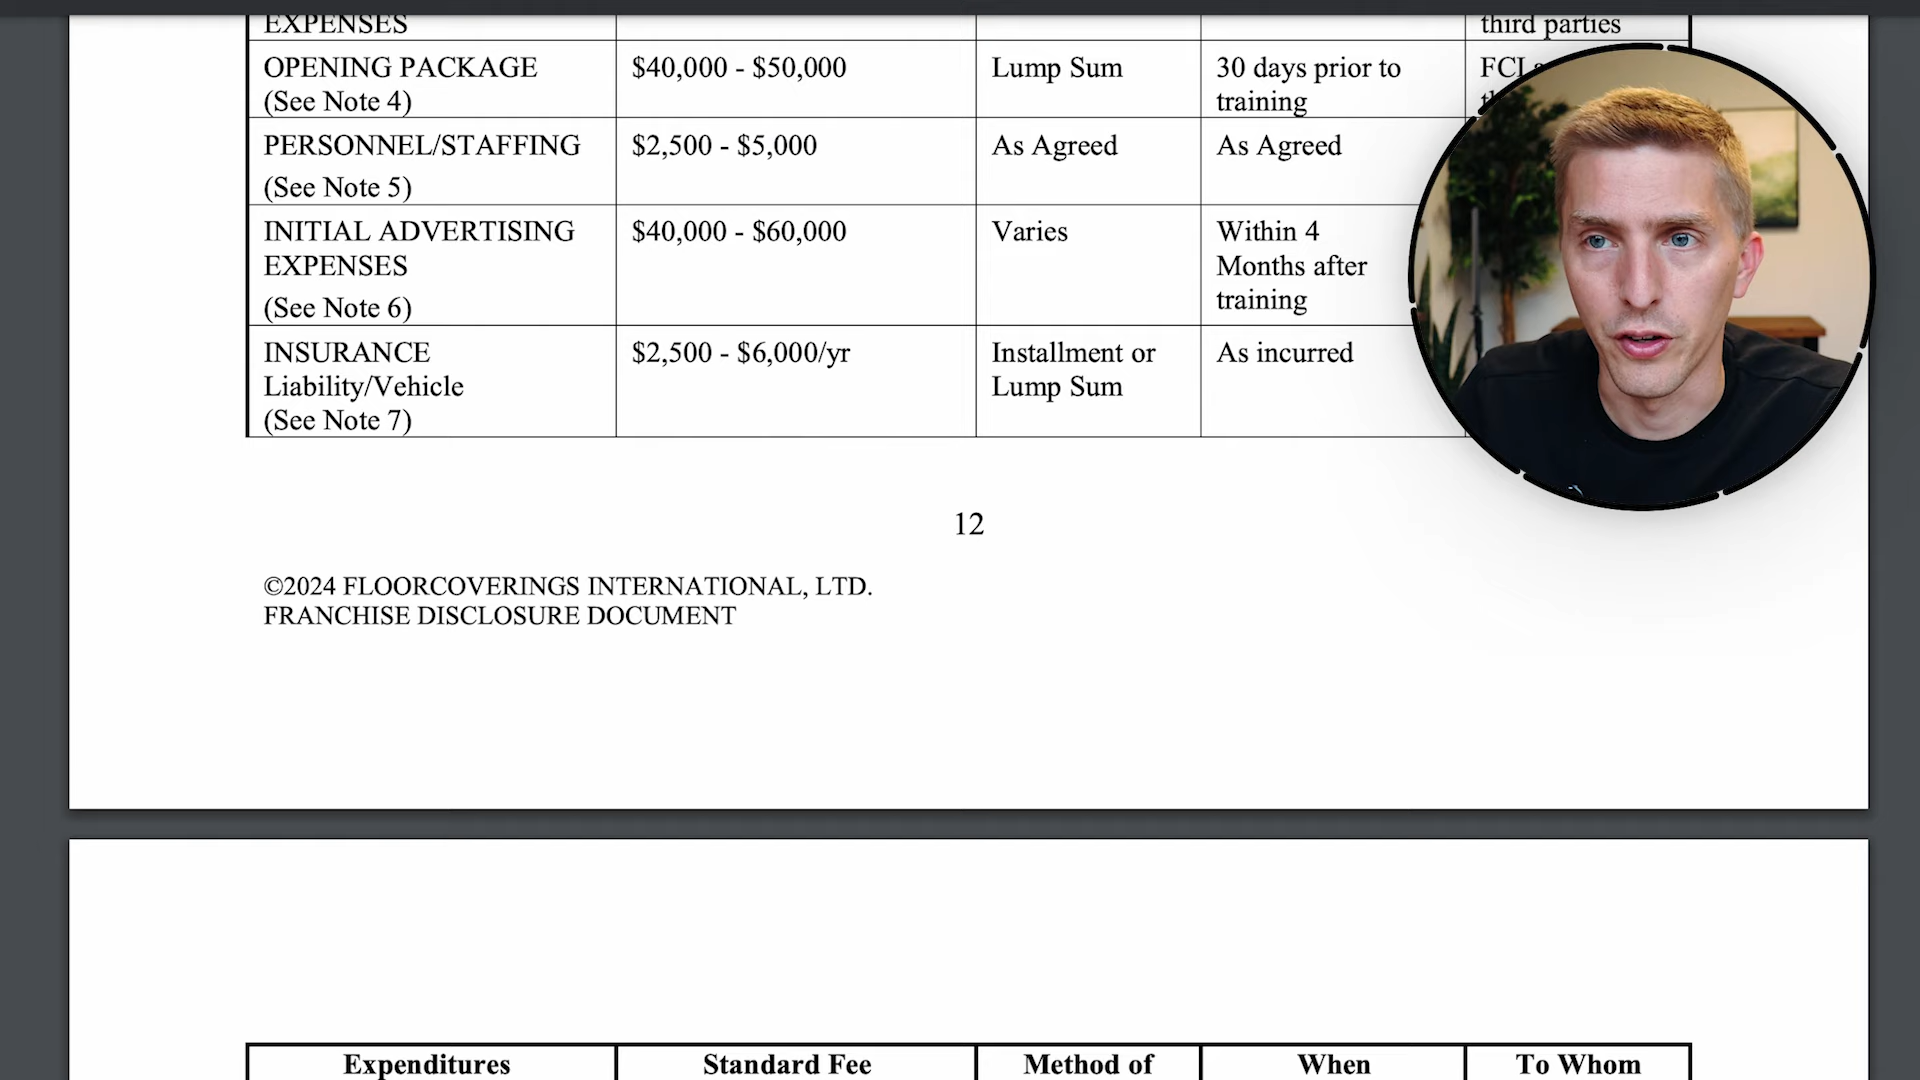 EXPENSES third parties
OPENING PACKAGE $40,000 - $50,000 Lump Sum 30 days prior to FCI
(See Note 4) training
PERSONNEL/STAFFING $2,500 - $5,000 As Agreed As Agreed
(See Note 5)
INITIAL ADVERTISING $40,000 - $60,000 Varies Within 4
EXPENSES Months after
(See Note 6) training
INSURANCE $2,500 - $6,000/yr Installment or As incurred
Liability/Vehicle Lump Sum
(See Note 7)
12
©2024 FLOORCOVERINGS INTERNATIONAL, LTD.
FRANCHISE DISCLOSURE DOCUMENT
Expenditures Standard Fee Method of When To Whom